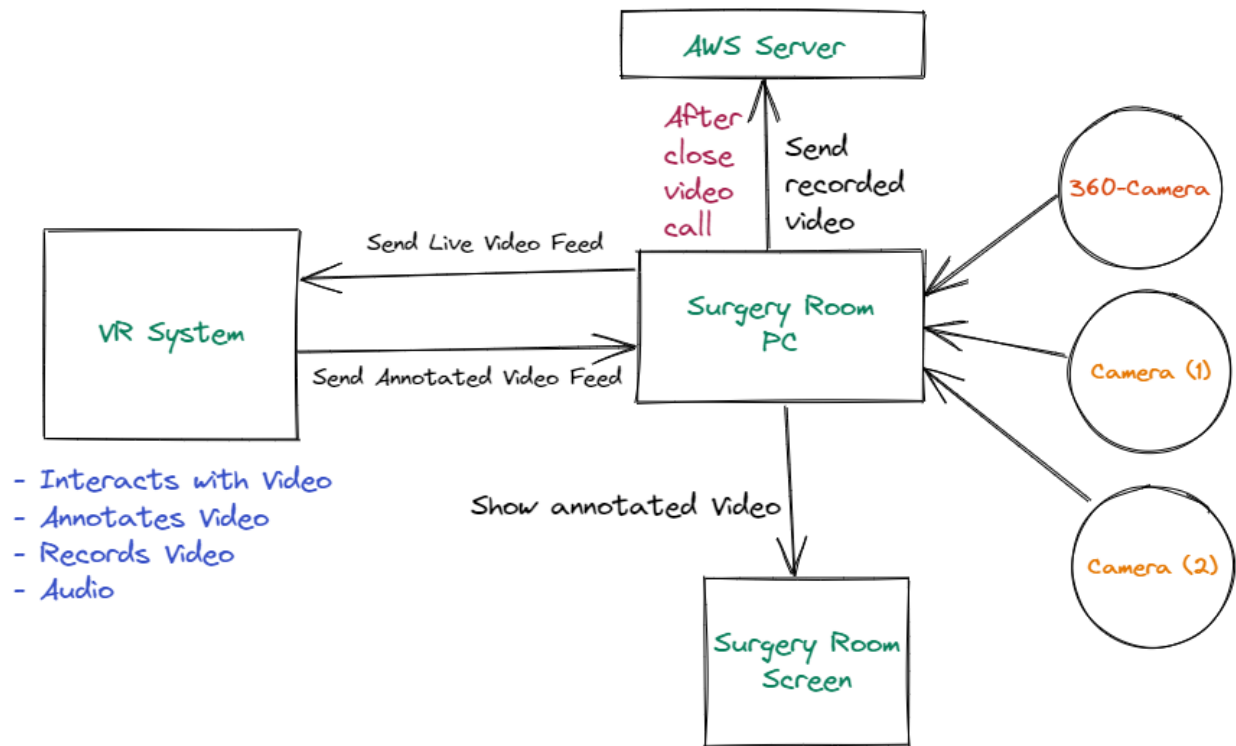 AWS Server
After
close
video
call
Send
recorded
video
360-Camera
Send Live Video Feed
VR System
Surgery Room
PC
Send Annotated Video Feed
Camera (1)
- Interacts with Video
- Annotates Video
- Records Video
- Audio
Show annotated Video
Camera (2)
Surgery Room
Screen